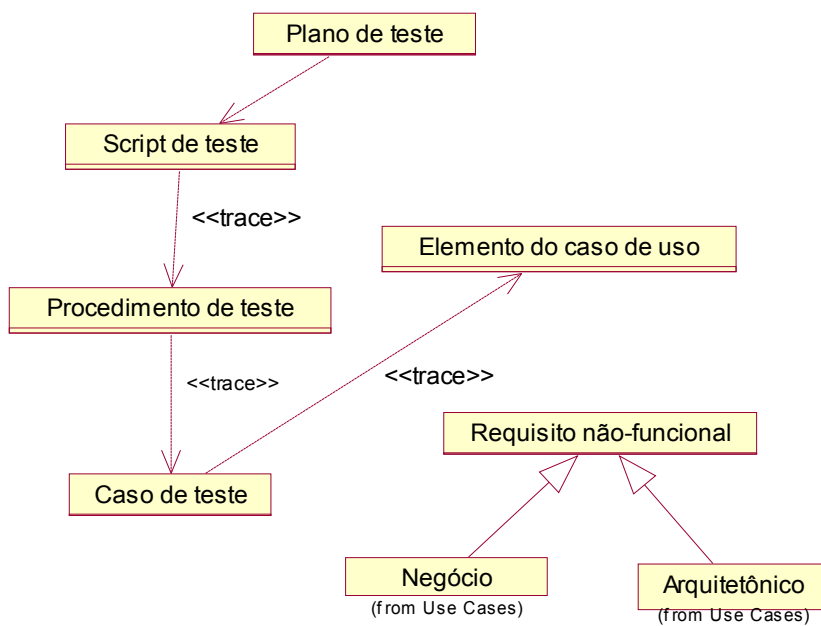 Plano de teste
Script de teste
<<trace>>
Elemento do caso de uso
Procedimento de teste
<<trace>>
<<trace>>
Requisito não-funcional
Caso de teste
Negócio
(from Use Cases)
Arquitetônico
(from Use Cases)